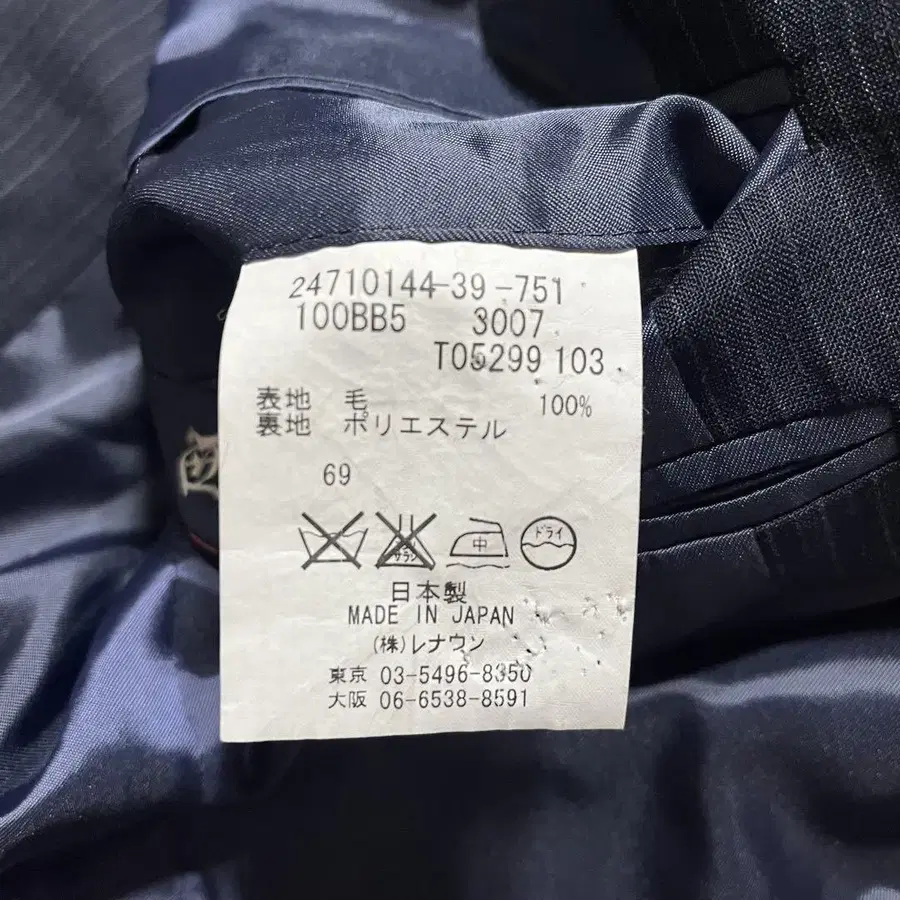 24710144-39-751
100BB5 3007
T05299 103
表地 毛 100%
裏地 ポリエステル
69
サラシ 中 ドライ
日本製
MADE IN JAPAN
(株)レナウン
東京 03-5496-8350
大阪 06-6538-8591